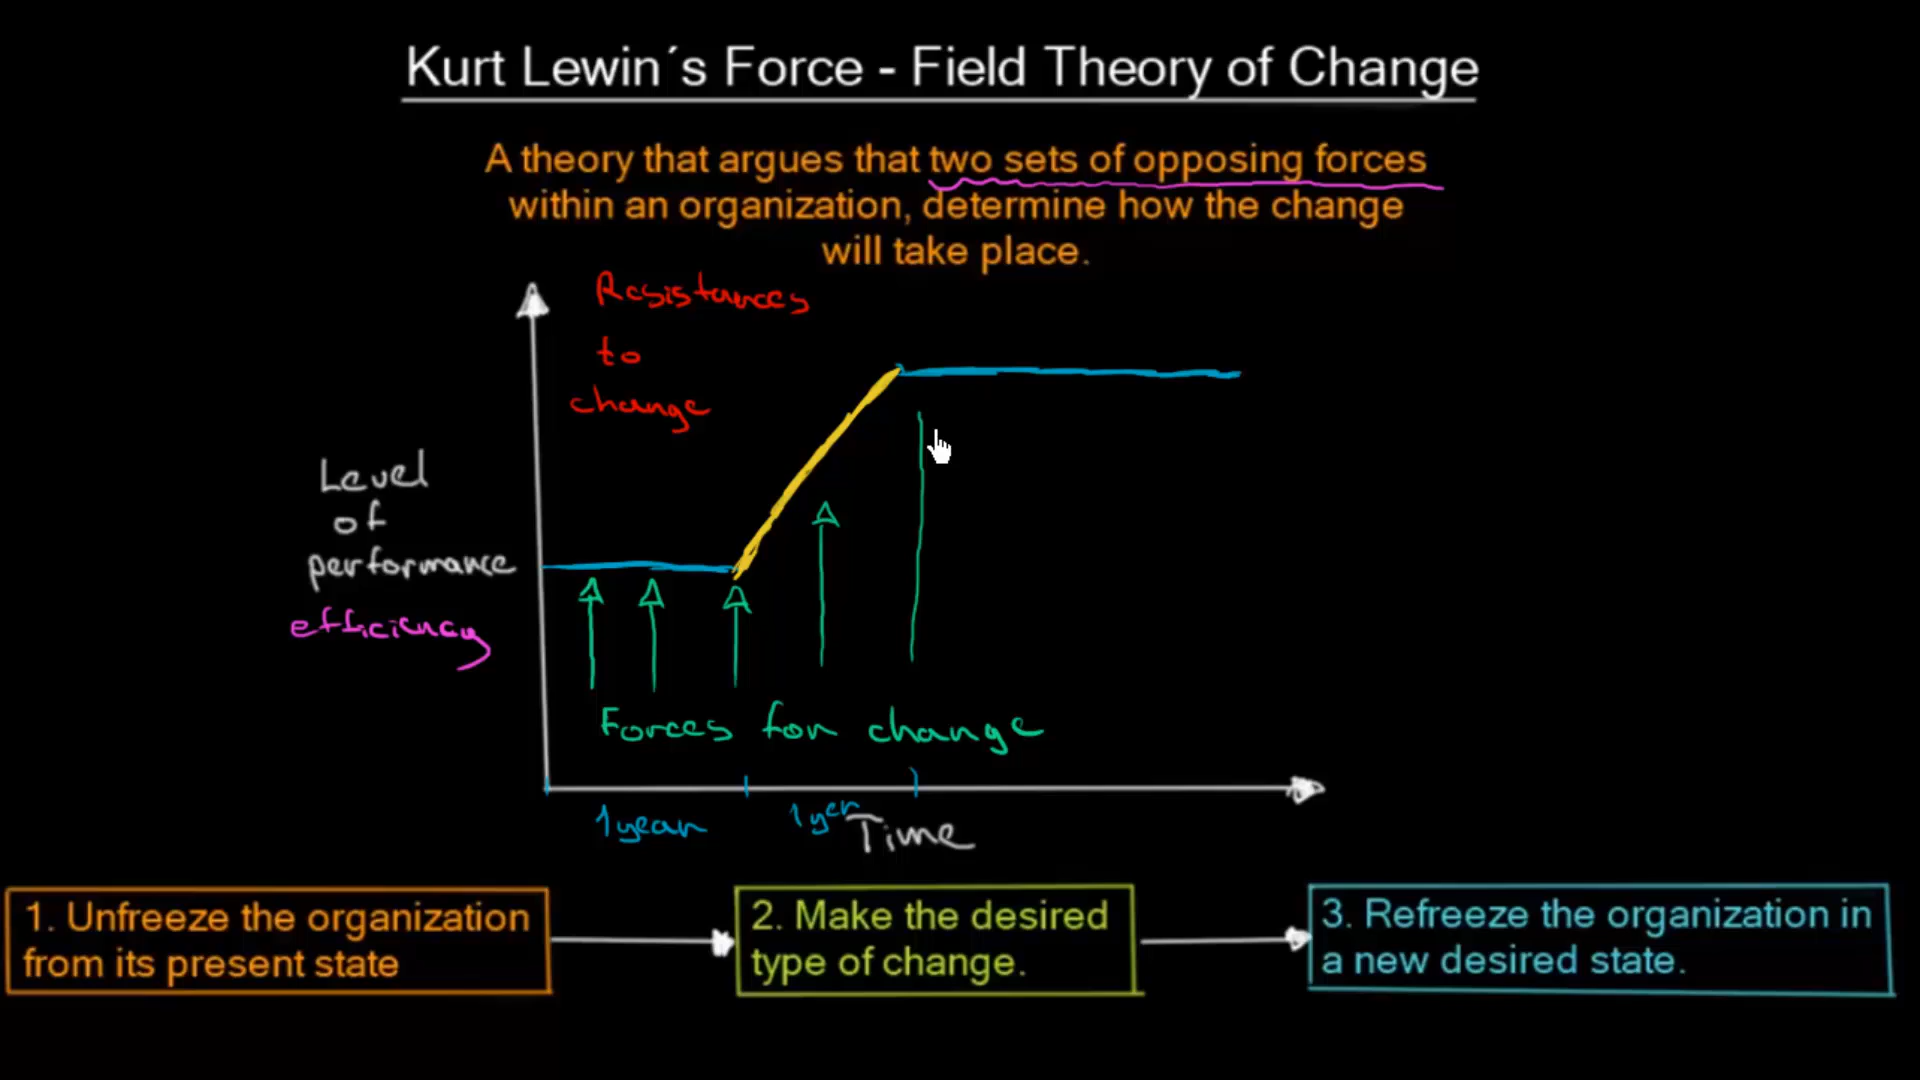 Kurt Lewin´s Force - Field Theory of Change
A theory that argues that two sets of opposing forces
within an organization, determine how the change
will take place.
Resistances
to
change
Level
of
performance
efficiency
Forces for change
1 year
1 yer
Time
1. Unfreeze the organization
from its present state
2. Make the desired
type of change.
3. Refreeze the organization in
a new desired state.